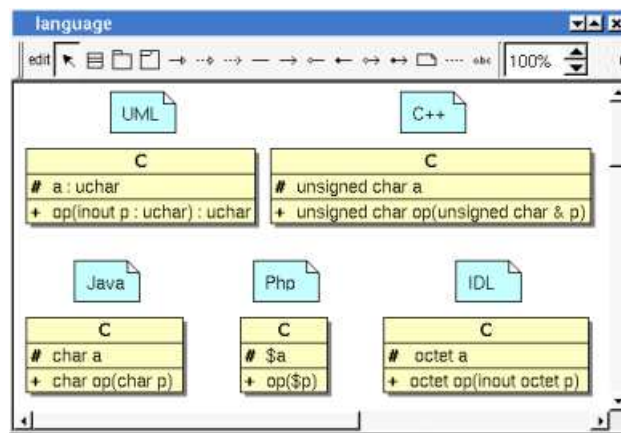 language
edit abc 100%
UML
C
# a : uchar
+ op(inout p : uchar) : uchar
C++
C
# unsigned char a
+ unsigned char op(unsigned char & p)
Java
C
# char a
+ char op(char p)
Php
C
# $a
+ op($p)
IDL
C
# octet a
+ octet op(inout octet p)